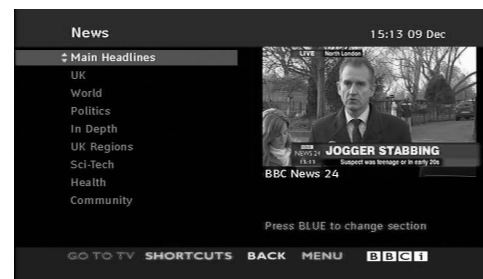 News
15:13 09 Dec
Main Headlines
UK
World
Politics
In Depth
UK Regions
Sci-Tech
Health
Community
LIVE North London
BBC
NEWS 24
15:13
JOGGER STABBING
Suspect was teenage or in early 20s
BBC News 24
Press BLUE to change section
GO TO TV SHORTCUTS BACK MENU BBCi